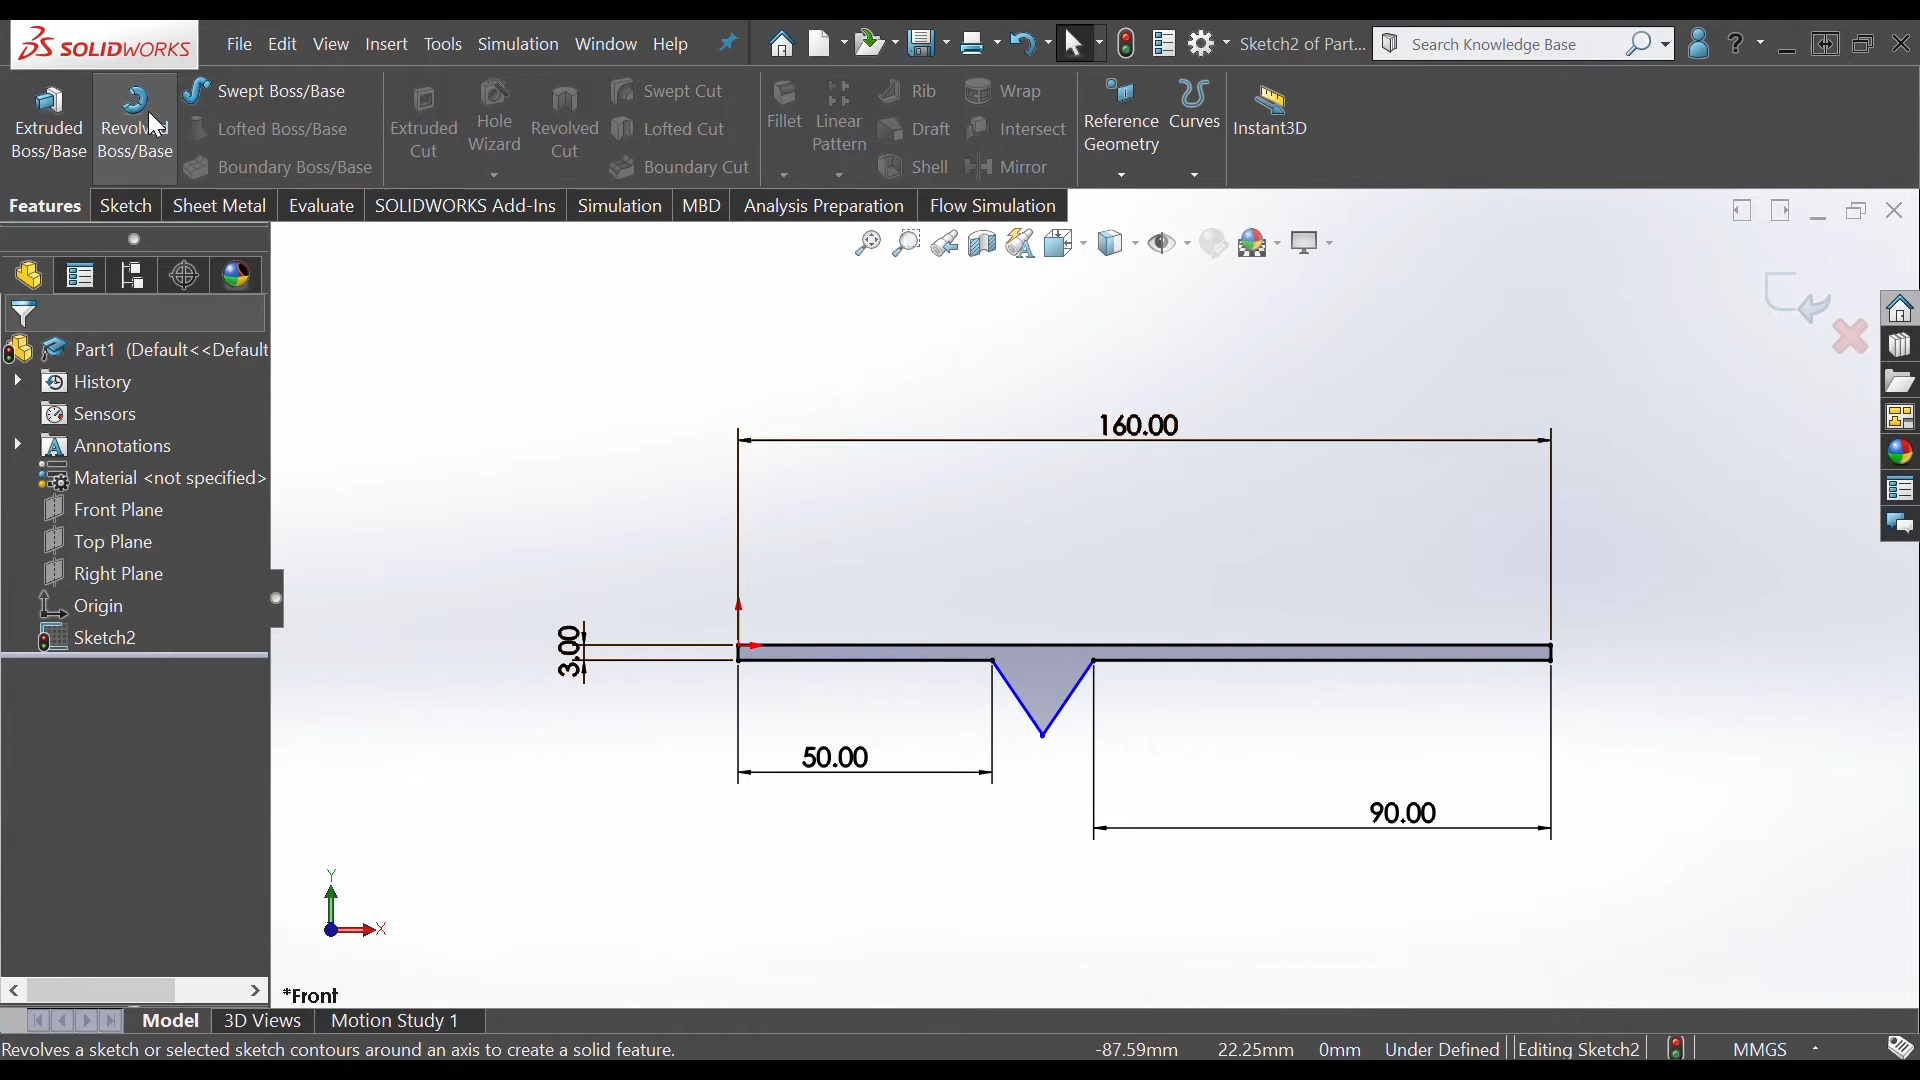 SOLIDWORKS File Edit View Insert Tools Simulation Window Help Sketch2 of Part... Search Knowledge Base ?
Extruded Boss/Base
Revolved Boss/Base
Swept Boss/Base
Lofted Boss/Base
Boundary Boss/Base
Extruded Cut
Hole Wizard
Revolved Cut
Swept Cut
Lofted Cut
Boundary Cut
Fillet
Linear Pattern
Rib
Draft
Shell
Wrap
Intersect
Mirror
Reference Geometry
Curves
Instant3D
Features Sketch Sheet Metal Evaluate SOLIDWORKS Add-Ins Simulation MBD Analysis Preparation Flow Simulation
Part1 (Default<<Default
History
Sensors
Annotations
Material <not specified>
Front Plane
Top Plane
Right Plane
Origin
Sketch2
160.00
3.00
50.00
90.00
Y
X
*Front
Model 3D Views Motion Study 1
Revolves a sketch or selected sketch contours around an axis to create a solid feature. -87.59mm 22.25mm 0mm Under Defined Editing Sketch2 MMGS